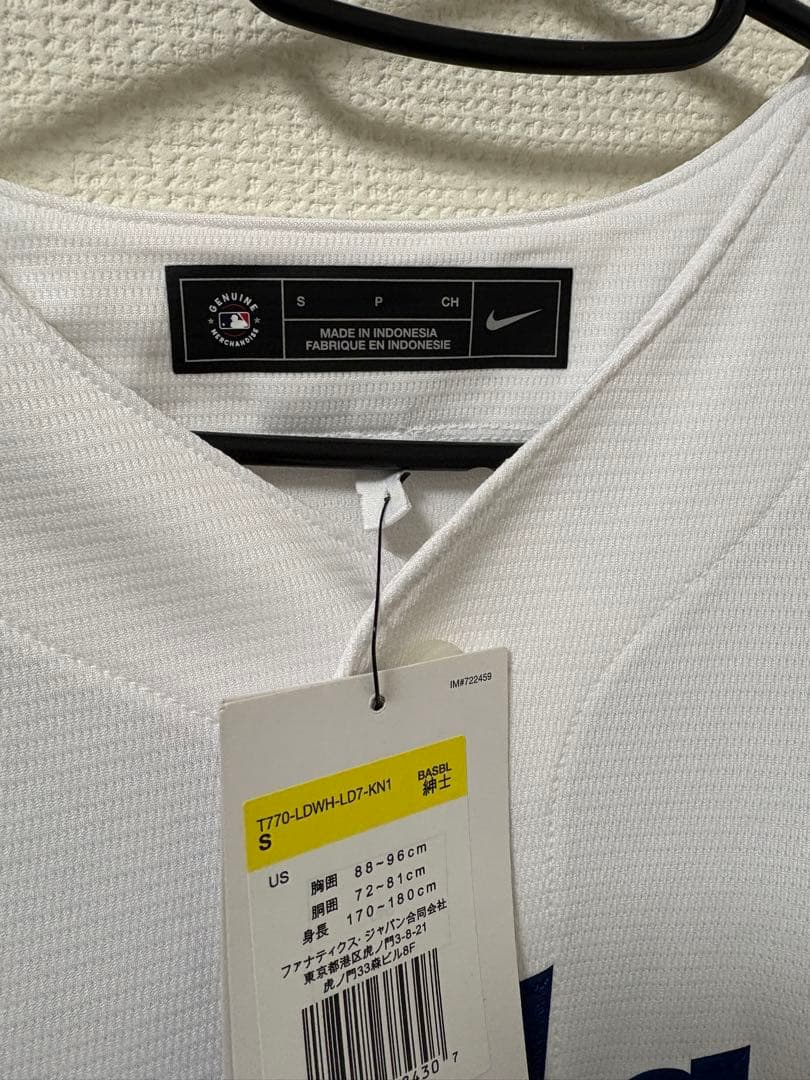 GENUINE
MERCHANDISE
S P CH
MADE IN INDONESIA
FABRIQUE EN INDONESIE
IM#722459
T770-LDWH-LD7-KN1
BASBL
S
紳士
US
胸囲 88~96cm
胴囲 72~81cm
身長 170~180cm
ファナティクス・ジャパン合同会社
東京都港区虎ノ門3-8-21
虎ノ門33森ビル8F
430 7